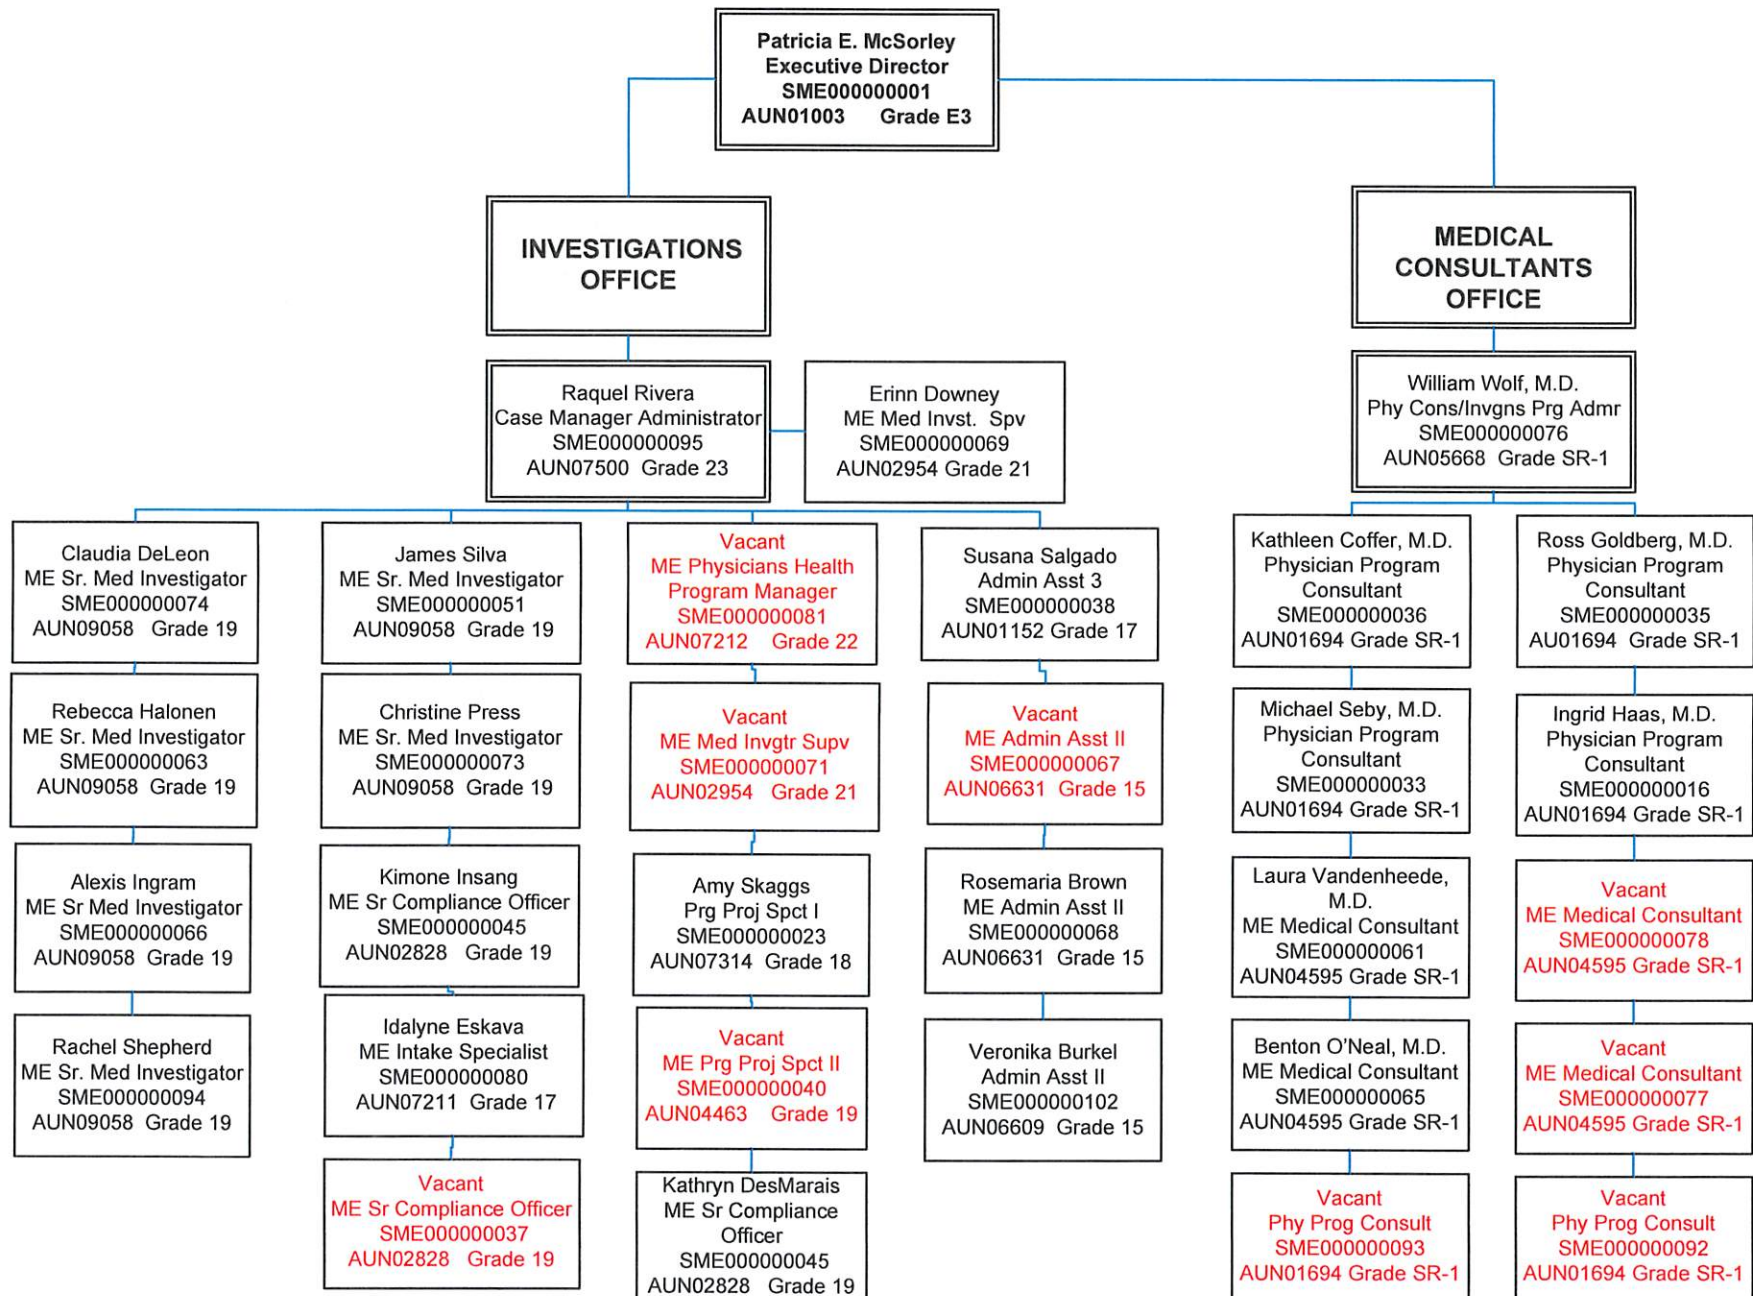 Patricia E. McSorley
Executive Director
SME000000001
AUN01003 Grade E3
INVESTIGATIONS
OFFICE
MEDICAL
CONSULTANTS
OFFICE
Raquel Rivera
Case Manager Administrator
SME000000095
AUN07500 Grade 23
Erinn Downey
ME Med Invst. Spv
SME000000069
AUN02954 Grade 21
William Wolf, M.D.
Phy Cons/Invgns Prg Admr
SME000000076
AUN05668 Grade SR-1
Claudia DeLeon
ME Sr. Med Investigator
SME000000074
AUN09058 Grade 19
James Silva
ME Sr. Med Investigator
SME000000051
AUN09058 Grade 19
Vacant
ME Physicians Health
Program Manager
SME000000081
AUN07212 Grade 22
Susana Salgado
Admin Asst 3
SME000000038
AUN01152 Grade 17
Kathleen Coffer, M.D.
Physician Program
Consultant
SME000000036
AUN01694 Grade SR-1
Ross Goldberg, M.D.
Physician Program
Consultant
SME000000035
AU01694 Grade SR-1
Rebecca Halonen
ME Sr. Med Investigator
SME000000063
AUN09058 Grade 19
Christine Press
ME Sr. Med Investigator
SME000000073
AUN09058 Grade 19
Vacant
ME Med Invgtr Supv
SME000000071
AUN02954 Grade 21
Vacant
ME Admin Asst II
SME000000067
AUN06631 Grade 15
Michael Seby, M.D.
Physician Program
Consultant
SME000000033
AUN01694 Grade SR-1
Ingrid Haas, M.D.
Physician Program
Consultant
SME000000016
AUN01694 Grade SR-1
Alexis Ingram
ME Sr Med Investigator
SME000000066
AUN09058 Grade 19
Kimone Insang
ME Sr Compliance Officer
SME000000045
AUN02828 Grade 19
Amy Skaggs
Prg Proj Spct I
SME000000023
AUN07314 Grade 18
Rosemaria Brown
ME Admin Asst II
SME000000068
AUN06631 Grade 15
Laura Vandenheede,
M.D.
ME Medical Consultant
SME000000061
AUN04595 Grade SR-1
Vacant
ME Medical Consultant
SME000000078
AUN04595 Grade SR-1
Rachel Shepherd
ME Sr. Med Investigator
SME000000094
AUN09058 Grade 19
Idalyne Eskava
ME Intake Specialist
SME000000080
AUN07211 Grade 17
Vacant
ME Prg Proj Spct II
SME000000040
AUN04463 Grade 19
Veronika Burkel
Admin Asst II
SME000000102
AUN06609 Grade 15
Benton O'Neal, M.D.
ME Medical Consultant
SME000000065
AUN04595 Grade SR-1
Vacant
ME Medical Consultant
SME000000077
AUN04595 Grade SR-1
Vacant
ME Sr Compliance Officer
SME000000037
AUN02828 Grade 19
Kathryn DesMarais
ME Sr Compliance
Officer
SME000000045
AUN02828 Grade 19
Vacant
Phy Prog Consult
SME000000093
AUN01694 Grade SR-1
Vacant
Phy Prog Consult
SME000000092
AUN01694 Grade SR-1